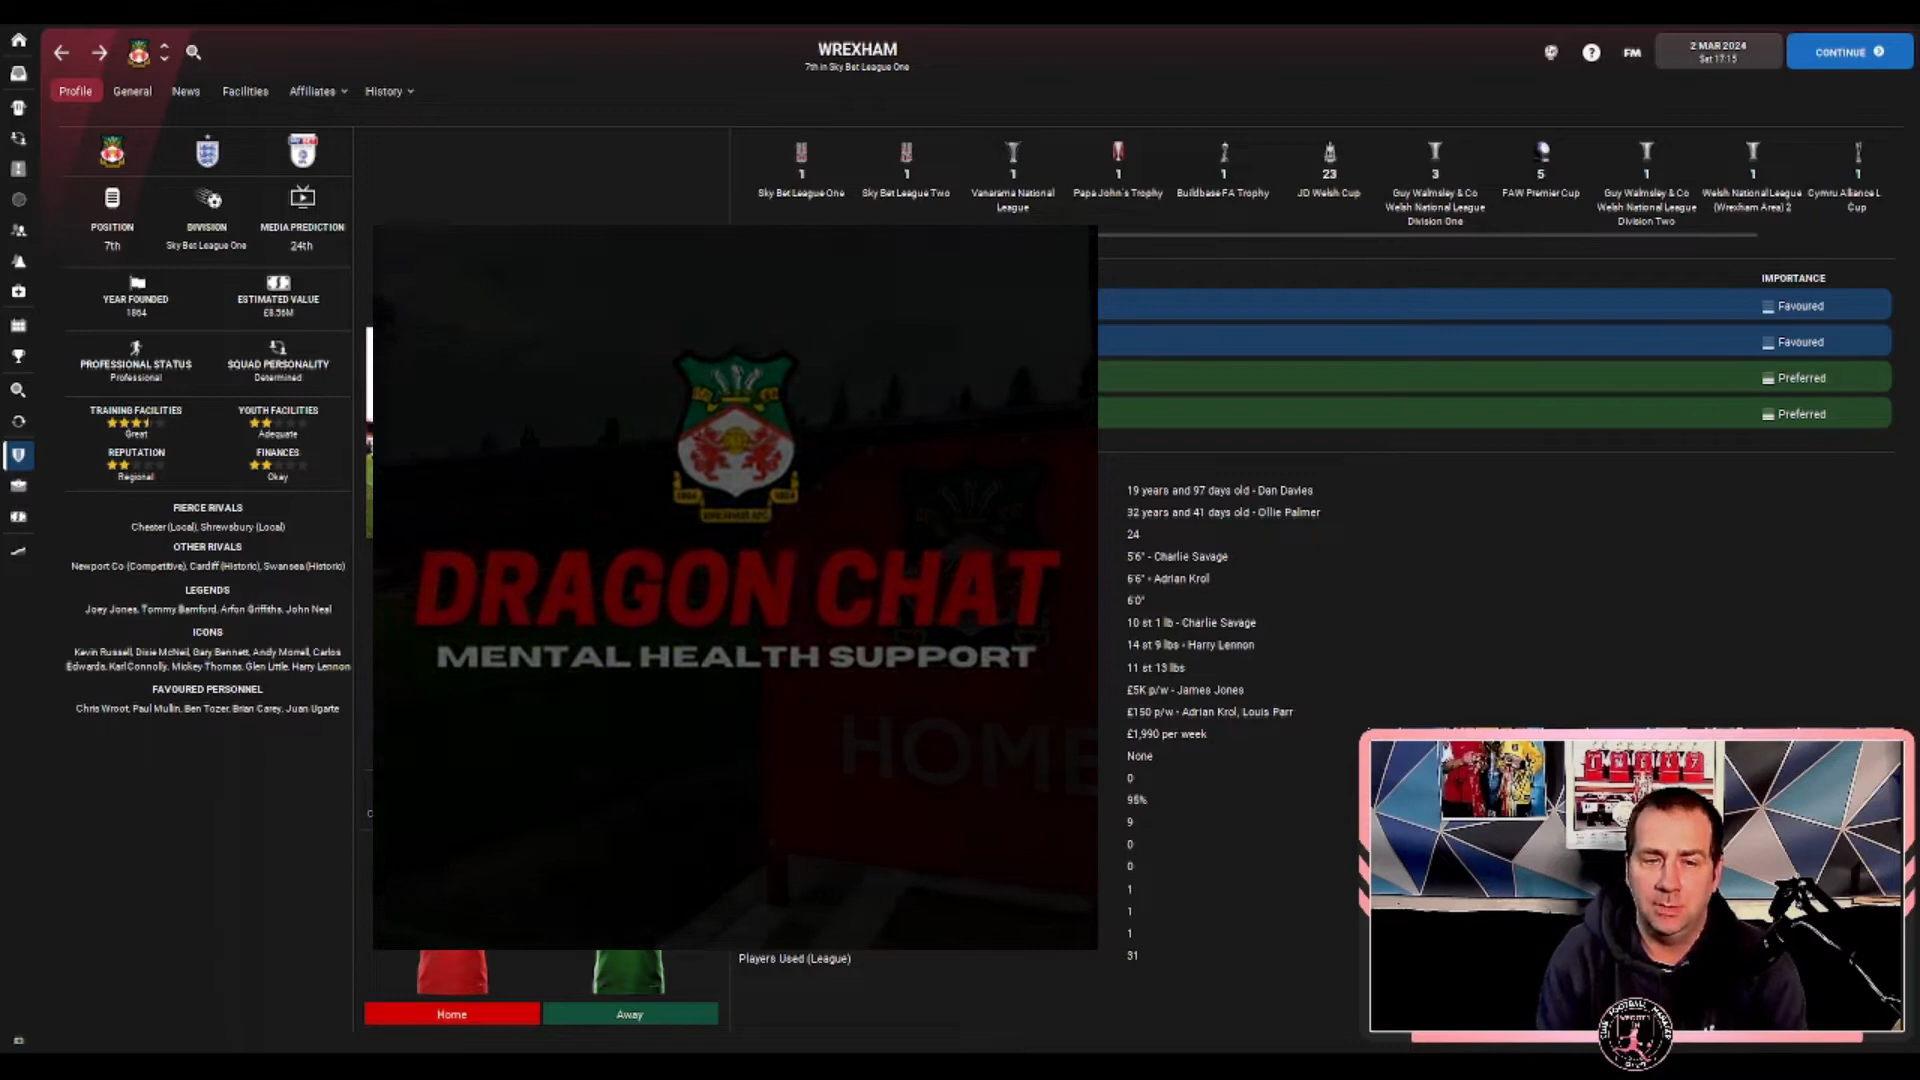 WREXHAM
7th in Sky Bet League One
FM
2 MAR 2024
Sat 17:15
CONTINUE
Profile
General
News
Facilities
Affiliates
History
POSITION
7th
DIVISION
Sky Bet League One
MEDIA PREDICTION
24th
YEAR FOUNDED
1864
ESTIMATED VALUE
£8.56M
PROFESSIONAL STATUS
Professional
SQUAD PERSONALITY
Determined
TRAINING FACILITIES
Great
YOUTH FACILITIES
Adequate
REPUTATION
Regional
FINANCES
Okay
FIERCE RIVALS
Chester (Local), Shrewsbury (Local)
OTHER RIVALS
Newport Co (Competitive), Cardiff (Historic), Swansea (Historic)
LEGENDS
Joey Jones, Tommy Bamford, Arfon Griffiths, John Neal
ICONS
Kevin Russell, Dixie McNeil, Gary Bennett, Andy Morrell, Carlos
Edwards, Karl Connolly, Mickey Thomas, Glen Little, Harry Lennon
FAVOURED PERSONNEL
Chris Wroot, Paul Mullin, Ben Tozer, Brian Carey, Juan Ugarte
1
Sky Bet League One
1
Sky Bet League Two
1
Vanarama National
League
1
Papa John's Trophy
1
Buildbase FA Trophy
23
JD Welsh Cup
3
Guy Walmsley & Co
Welsh National League
Division One
5
FAW Premier Cup
1
Guy Walmsley & Co
Welsh National League
Division Two
1
Welsh National League
(Wrexham Area) 2
1
Cymru Alliance L
Cup
IMPORTANCE
Favoured
Favoured
Preferred
Preferred
1864
1864
WREXHAM AFC
DRAGON CHAT
MENTAL HEALTH SUPPORT
HOME
19 years and 97 days old - Dan Davies
32 years and 41 days old - Ollie Palmer
24
5'6" - Charlie Savage
6'6" - Adrian Krol
6'0"
10 st 1 lb - Charlie Savage
14 st 9 lbs - Harry Lennon
11 st 13 lbs
£5K p/w - James Jones
£150 p/w - Adrian Krol, Louis Parr
£1,990 per week
None
0
95%
9
0
0
1
1
1
Players Used (League)
31
Home
Away
FOOTBALL MANAGER